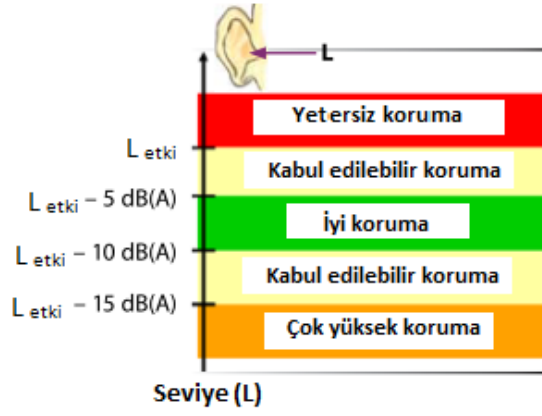 L
Yetersiz koruma
L etki
Kabul edilebilir koruma
L etki – 5 dB(A)
İyi koruma
L etki – 10 dB(A)
Kabul edilebilir koruma
L etki – 15 dB(A)
Çok yüksek koruma
Seviye (L)